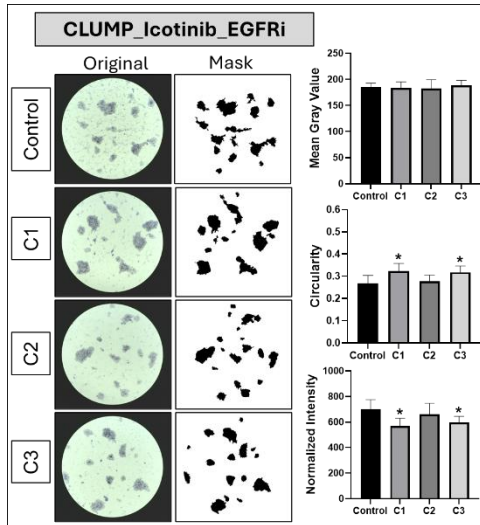 CLUMP_Icotinib_EGFRi
Original Mask
Control
C1
C2
C3
Mean Gray Value
250
200
150
100
50
0
Control C1 C2 C3
Circularity
0.6
0.5
0.4
0.3
0.2
0.1
0.0
* *
Control C1 C2 C3
Normalized Intensity
1000
800
600
400
200
0
* *
Control C1 C2 C3